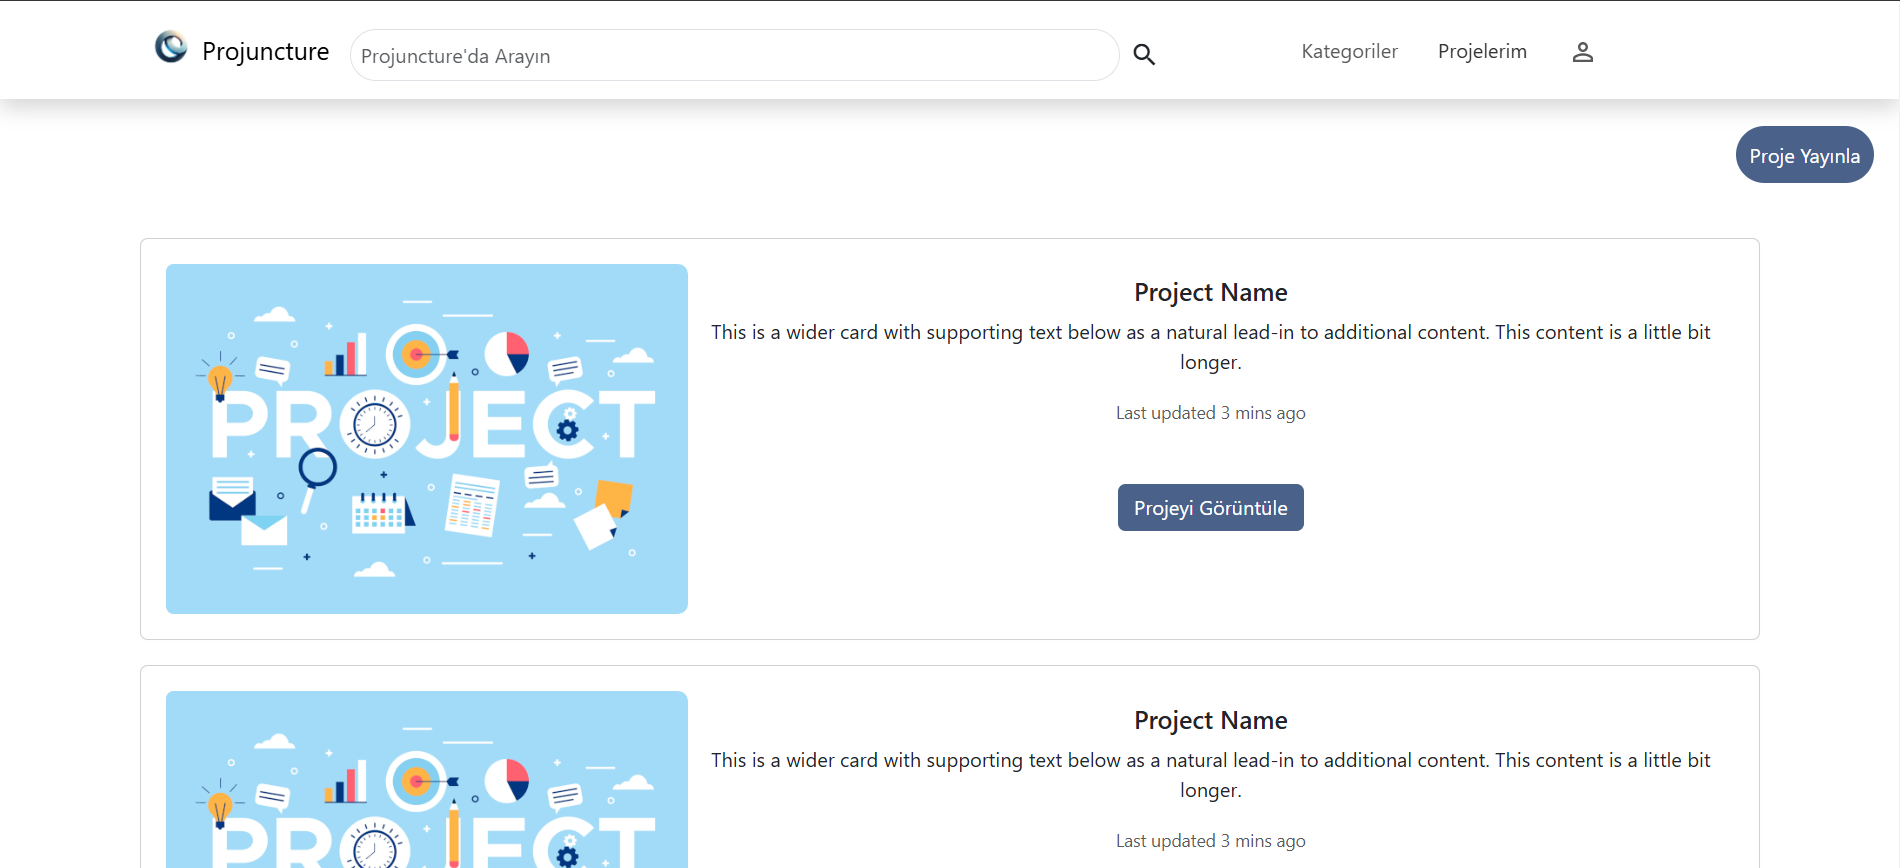 Projuncture
Projuncture'da Arayın
Kategoriler
Projelerim
Proje Yayınla
PROJECT
Project Name
This is a wider card with supporting text below as a natural lead-in to additional content. This content is a little bit
longer.
Last updated 3 mins ago
Projeyi Görüntüle
PROJECT
Project Name
This is a wider card with supporting text below as a natural lead-in to additional content. This content is a little bit
longer.
Last updated 3 mins ago